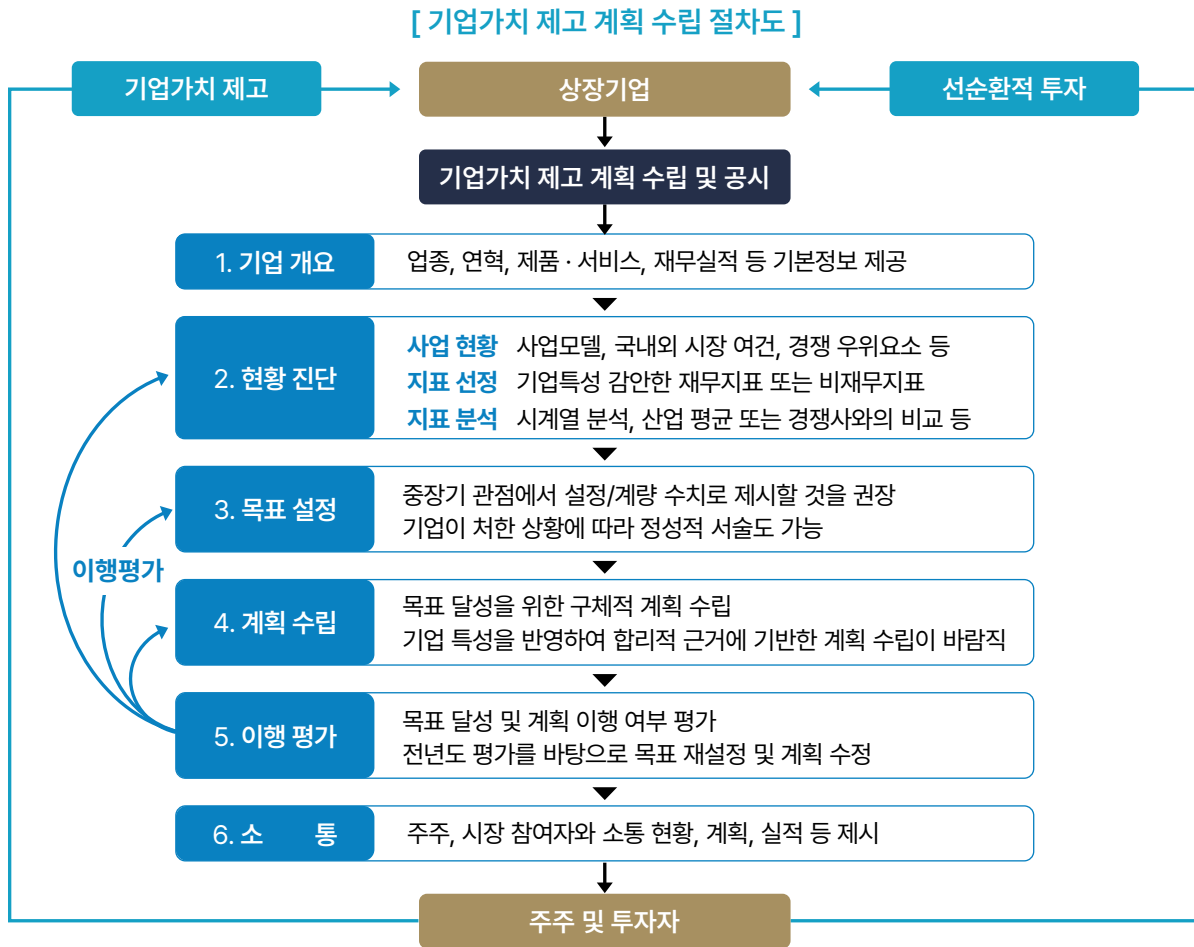 [ 기업가치 제고 계획 수립 절차도 ]
기업가치 제고
상장기업
선순환적 투자
기업가치 제고 계획 수립 및 공시
1. 기업 개요
업종, 연혁, 제품 · 서비스, 재무실적 등 기본정보 제공
2. 현황 진단
사업 현황 사업모델, 국내외 시장 여건, 경쟁 우위요소 등
지표 선정 기업특성 감안한 재무지표 또는 비재무지표
지표 분석 시계열 분석, 산업 평균 또는 경쟁사와의 비교 등
3. 목표 설정
중장기 관점에서 설정/계량 수치로 제시할 것을 권장
기업이 처한 상황에 따라 정성적 서술도 가능
이행평가
4. 계획 수립
목표 달성을 위한 구체적 계획 수립
기업 특성을 반영하여 합리적 근거에 기반한 계획 수립이 바람직
5. 이행 평가
목표 달성 및 계획 이행 여부 평가
전년도 평가를 바탕으로 목표 재설정 및 계획 수정
6. 소 통
주주, 시장 참여자와 소통 현황, 계획, 실적 등 제시
주주 및 투자자